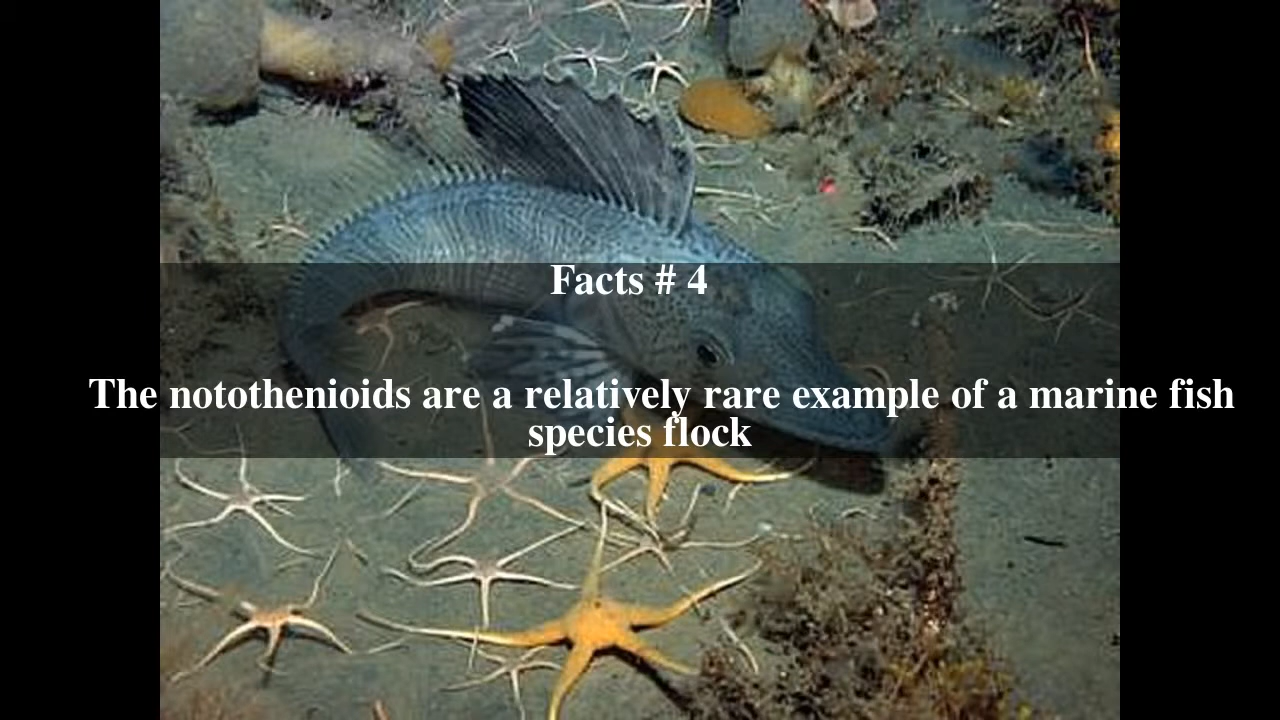 Facts # 4
The notothenioids are a relatively rare example of a marine fish
species flock